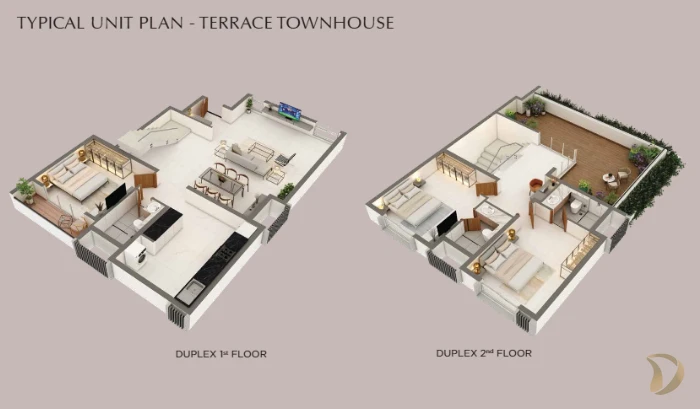 TYPICAL UNIT PLAN - TERRACE TOWNHOUSE
DUPLEX 1st FLOOR
DUPLEX 2nd FLOOR